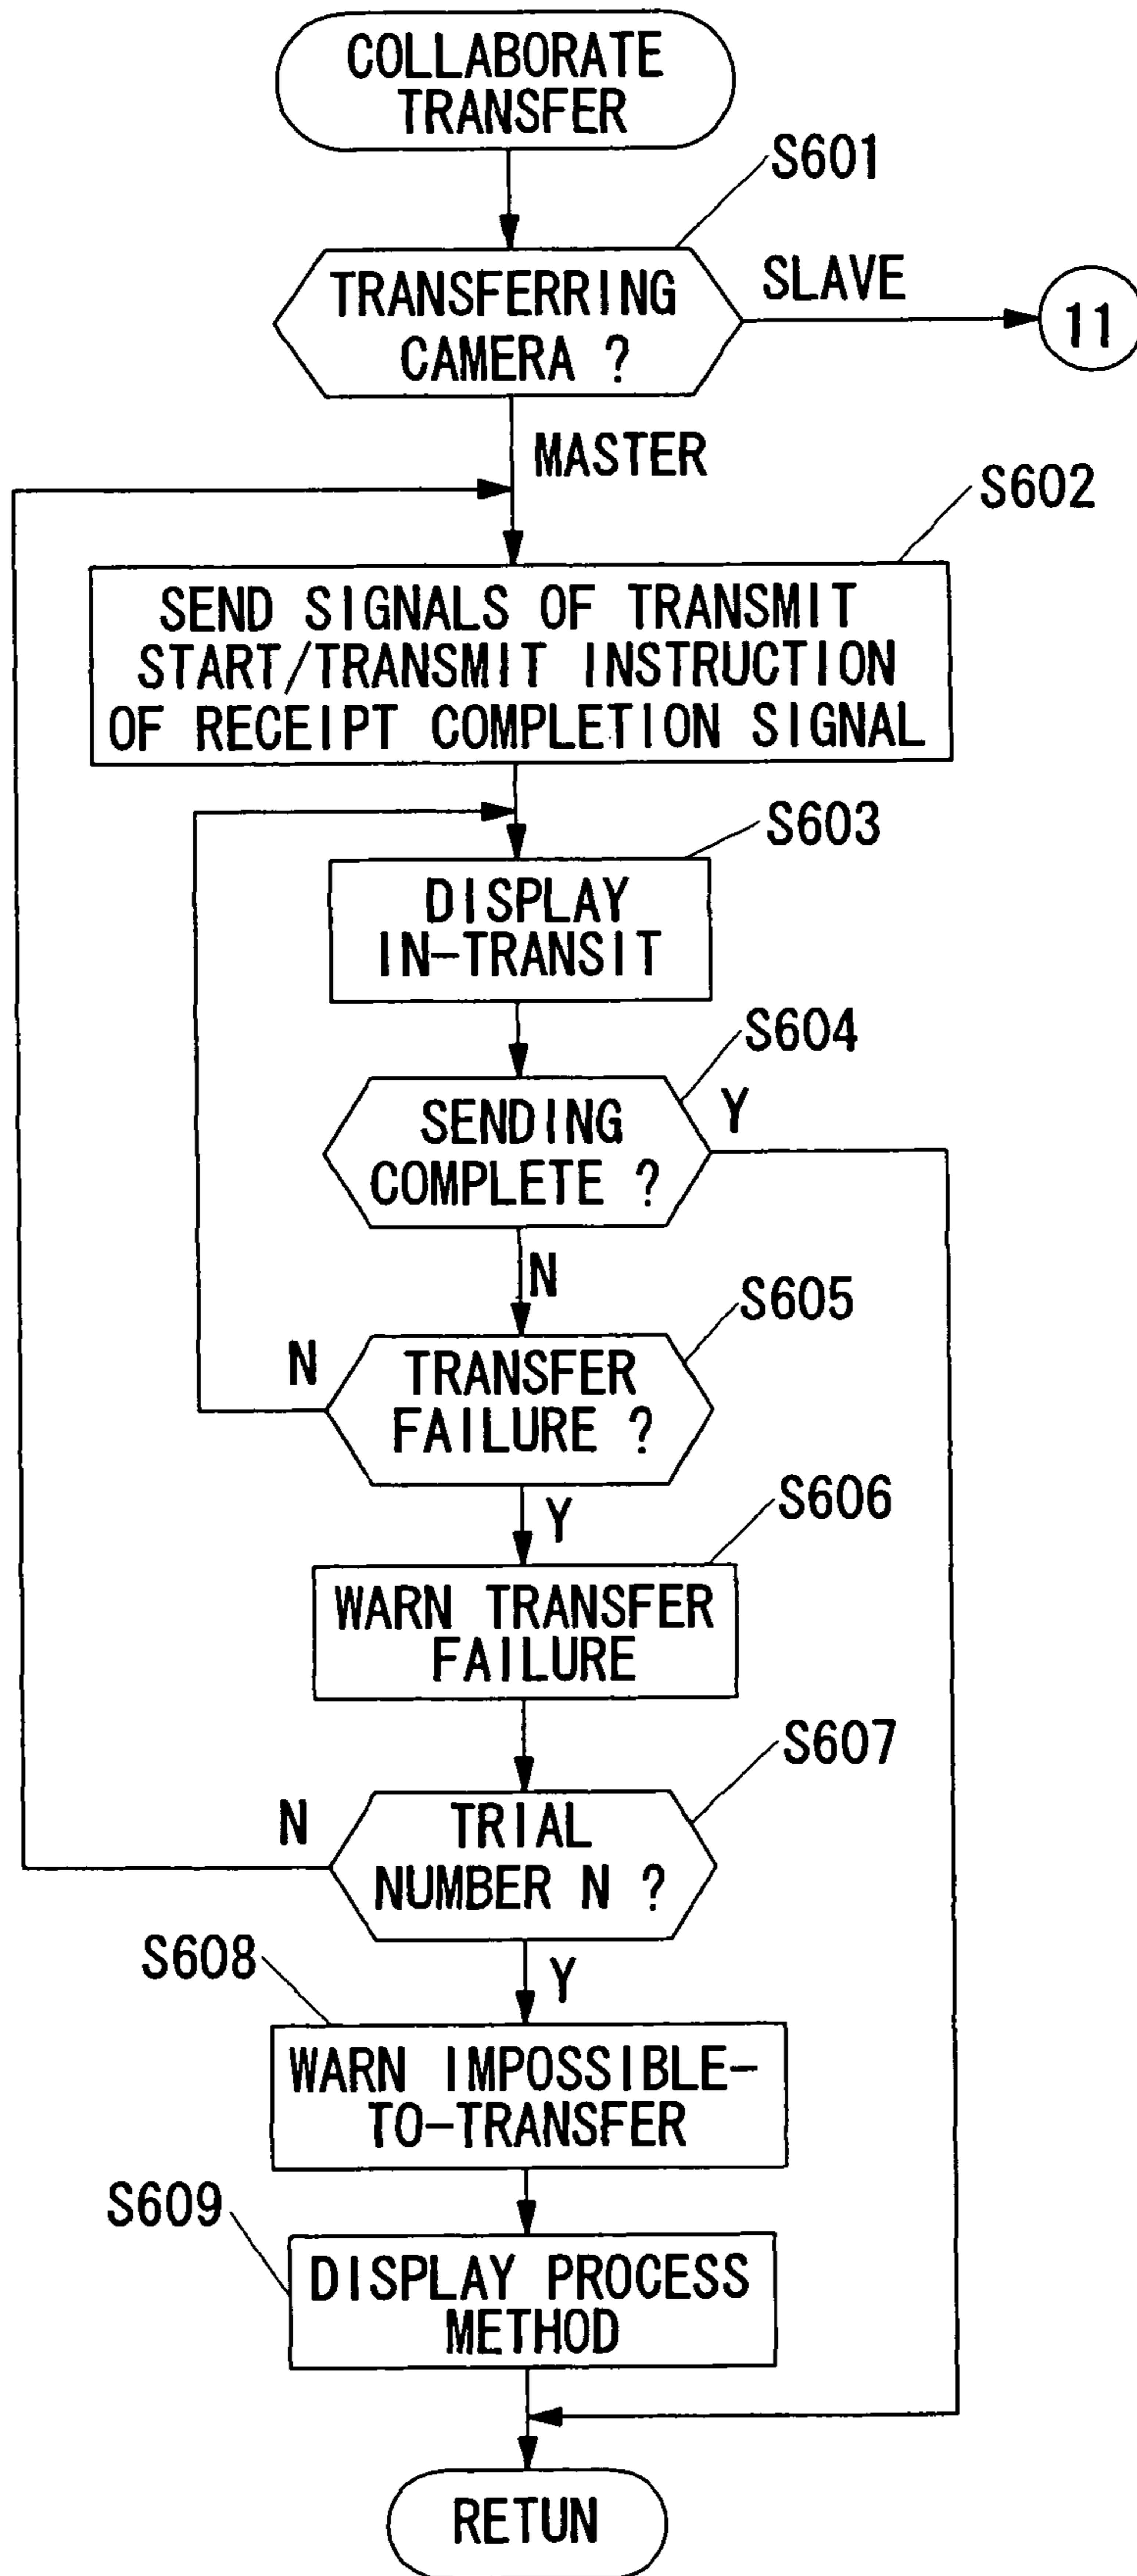 COLLABORATE
TRANSFER
S601
TRANSFERRING
CAMERA ?
SLAVE
11
MASTER
S602
SEND SIGNALS OF TRANSMIT
START/TRANSMIT INSTRUCTION
OF RECEIPT COMPLETION SIGNAL
S603
DISPLAY
IN-TRANSIT
S604
SENDING
COMPLETE ?
Y
N
S605
N
TRANSFER
FAILURE ?
Y
S606
WARN TRANSFER
FAILURE
S607
N
TRIAL
NUMBER N ?
Y
S608
WARN IMPOSSIBLE-
TO-TRANSFER
S609
DISPLAY PROCESS
METHOD
RETUN